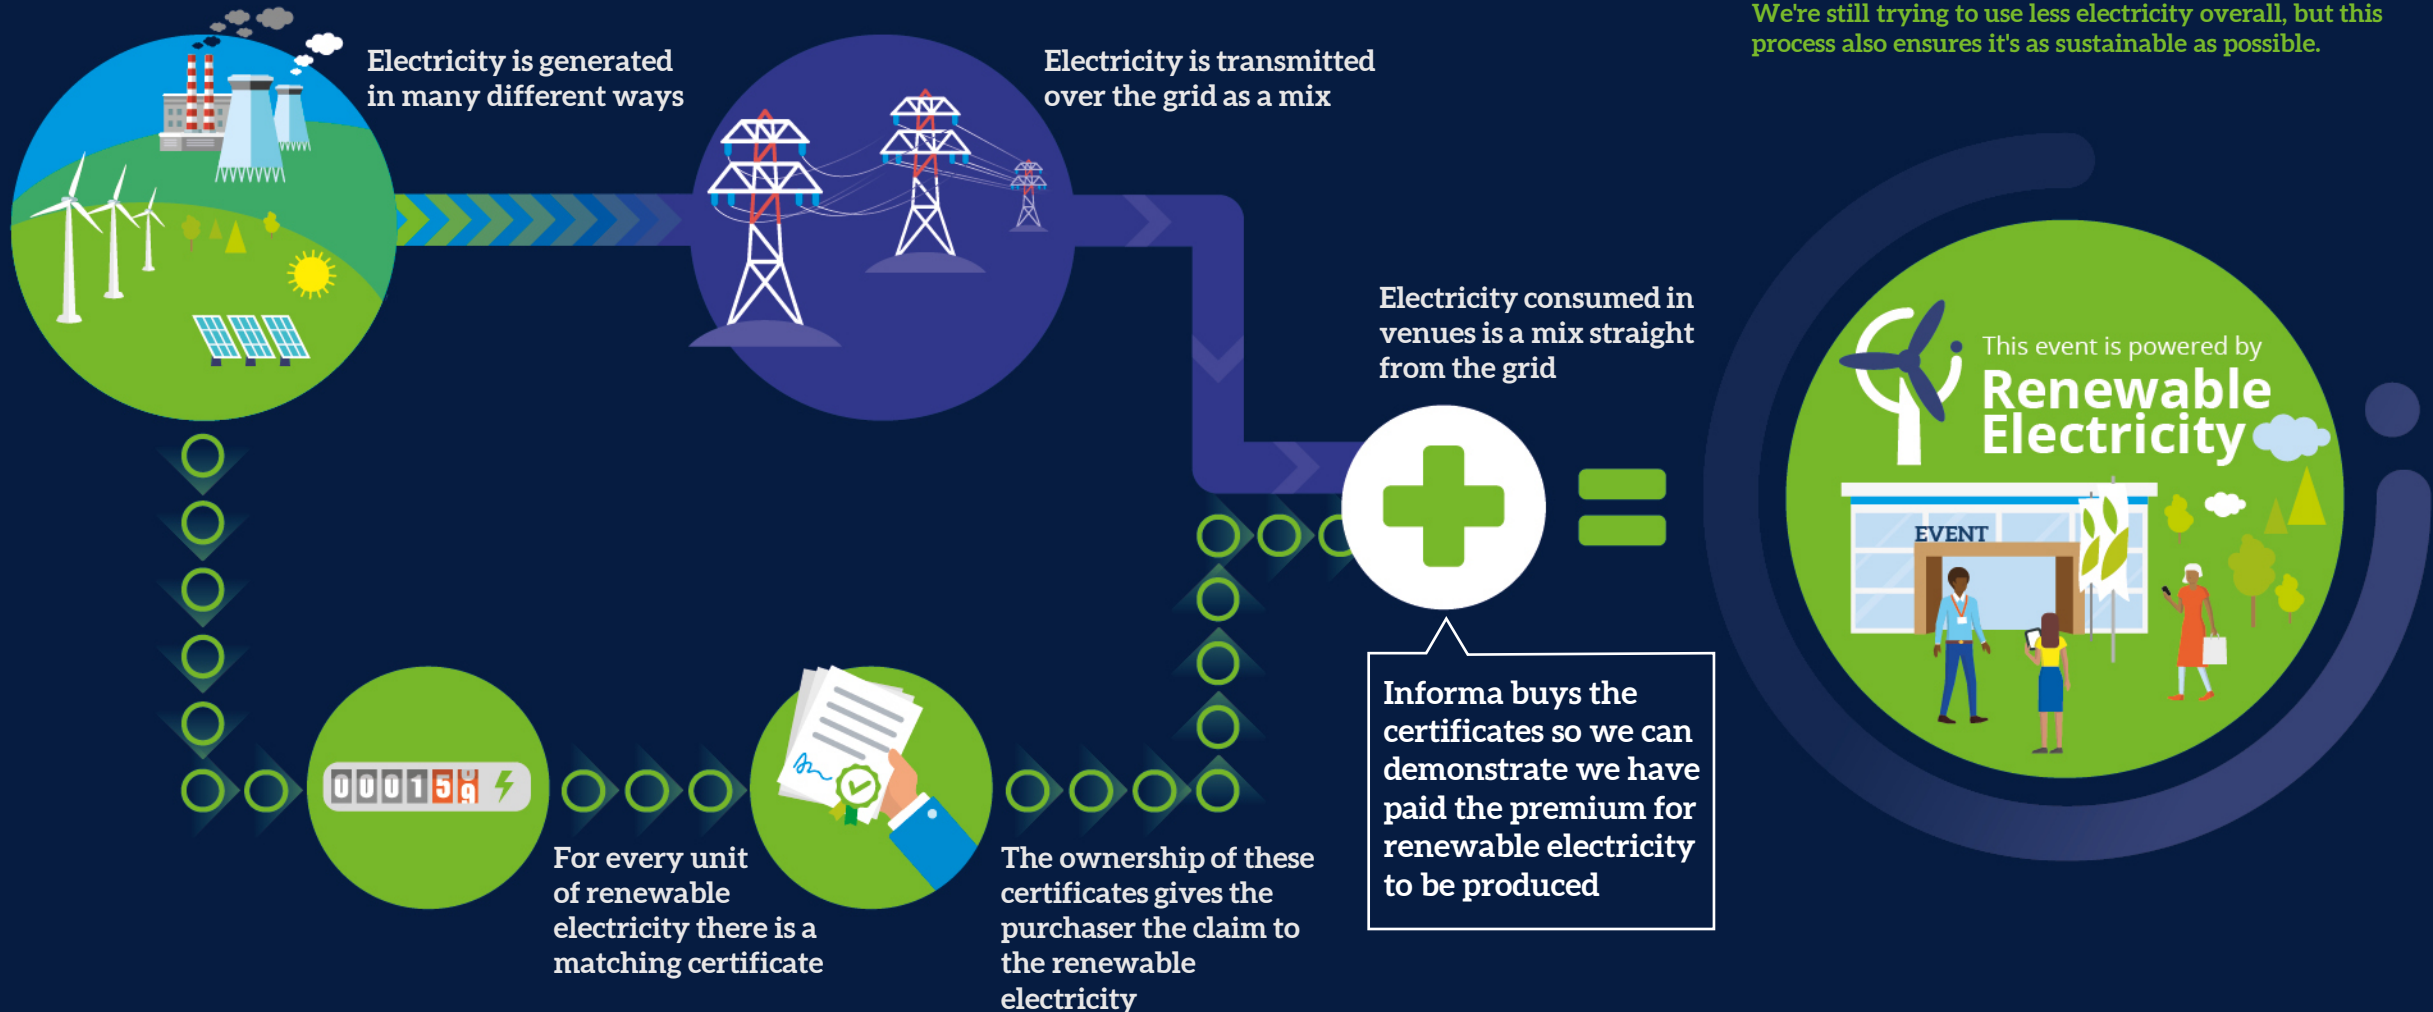 We're still trying to use less electricity overall, but this
process also ensures it's as sustainable as possible.
Electricity is generated
in many different ways
Electricity is transmitted
over the grid as a mix
Electricity consumed in
venues is a mix straight
from the grid
This event is powered by
Renewable
Electricity
EVENT
Informa buys the
certificates so we can
demonstrate we have
paid the premium for
renewable electricity
to be produced
00015
For every unit
of renewable
electricity there is a
matching certificate
The ownership of these
certificates gives the
purchaser the claim to
the renewable
electricity